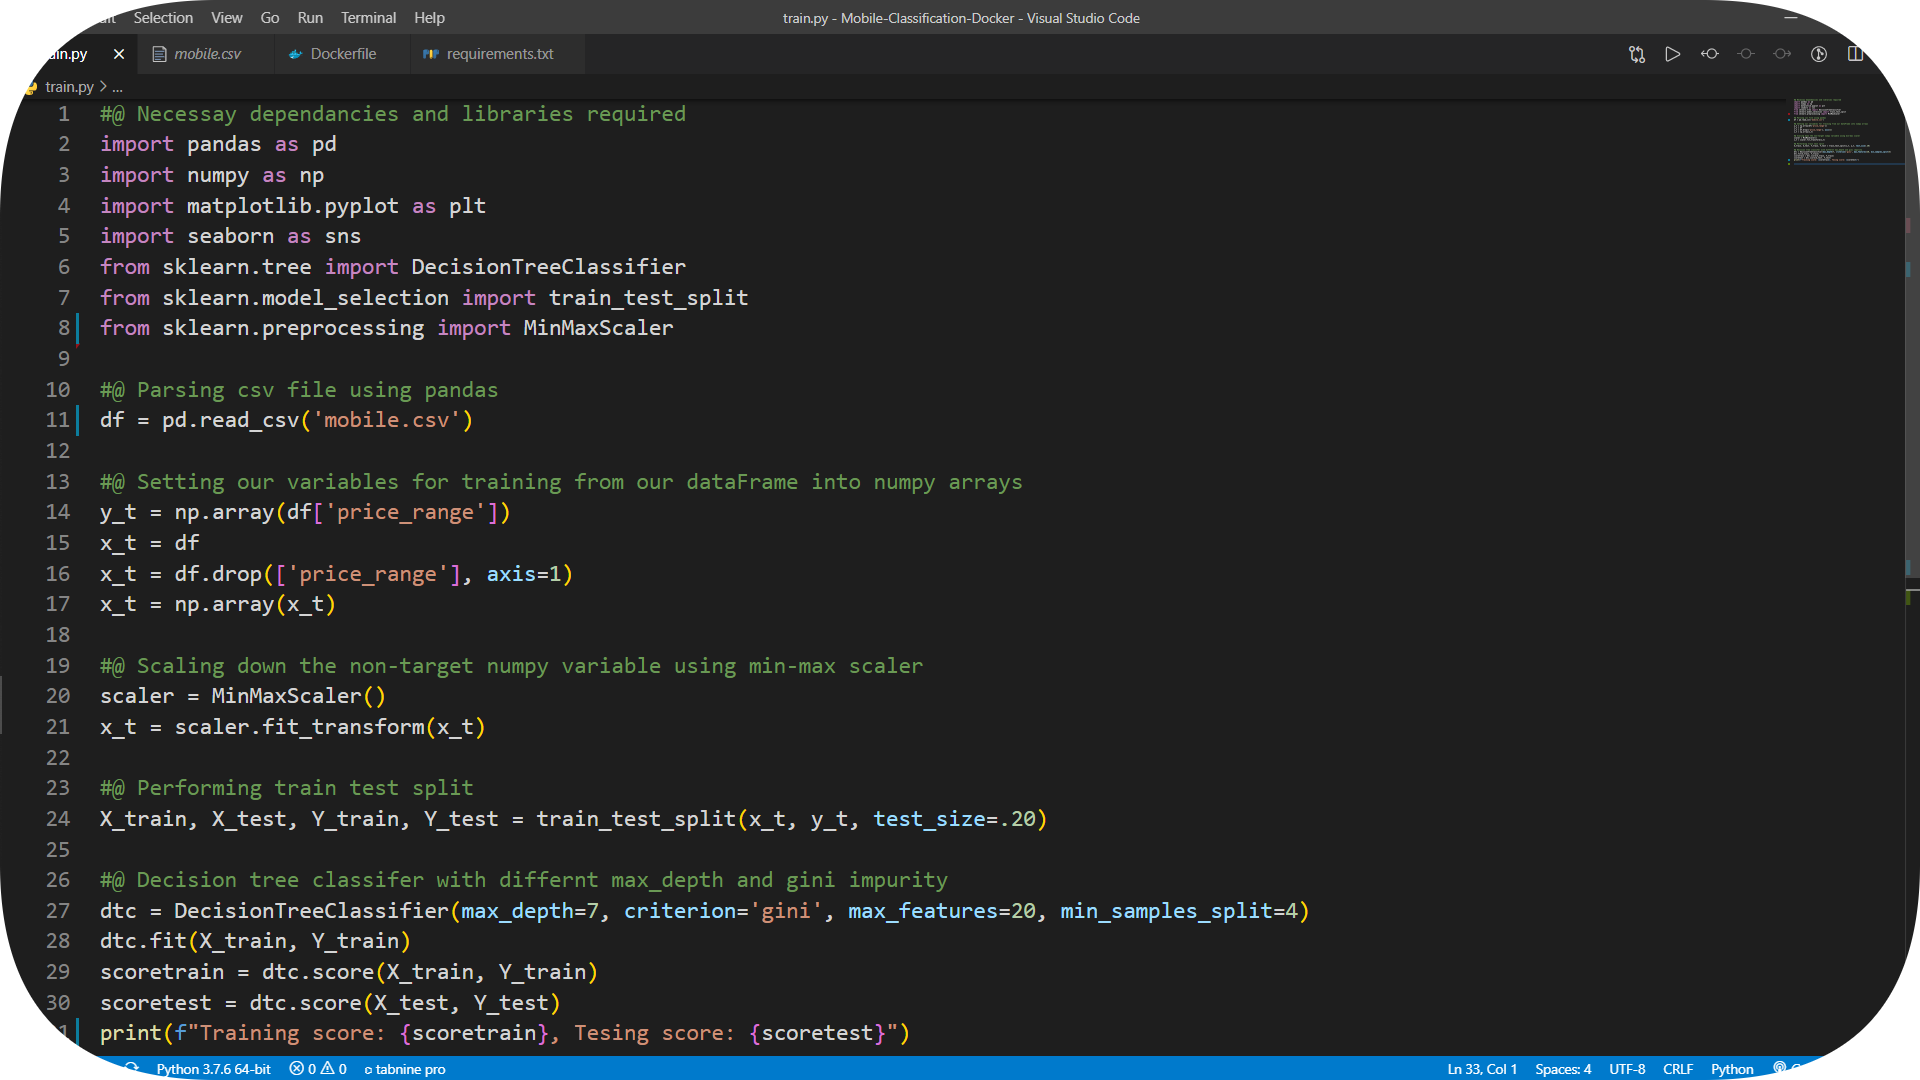 Selection View Go Run Terminal Help train.py - Mobile-Classification-Docker - Visual Studio Code
mobile.csv Dockerfile requirements.txt
train.py > ...
1 #@ Necessay dependancies and libraries required
2 import pandas as pd
3 import numpy as np
4 import matplotlib.pyplot as plt
5 import seaborn as sns
6 from sklearn.tree import DecisionTreeClassifier
7 from sklearn.model_selection import train_test_split
8 from sklearn.preprocessing import MinMaxScaler
9
10 #@ Parsing csv file using pandas
11 df = pd.read_csv('mobile.csv')
12
13 #@ Setting our variables for training from our dataFrame into numpy arrays
14 y_t = np.array(df['price_range'])
15 x_t = df
16 x_t = df.drop(['price_range'], axis=1)
17 x_t = np.array(x_t)
18
19 #@ Scaling down the non-target numpy variable using min-max scaler
20 scaler = MinMaxScaler()
21 x_t = scaler.fit_transform(x_t)
22
23 #@ Performing train test split
24 X_train, X_test, Y_train, Y_test = train_test_split(x_t, y_t, test_size=.20)
25
26 #@ Decision tree classifer with differnt max_depth and gini impurity
27 dtc = DecisionTreeClassifier(max_depth=7, criterion='gini', max_features=20, min_samples_split=4)
28 dtc.fit(X_train, Y_train)
29 scoretrain = dtc.score(X_train, Y_train)
30 scoretest = dtc.score(X_test, Y_test)
print(f"Training score: {scoretrain}, Tesing score: {scoretest}")
Python 3.7.6 64-bit 0 0 tabnine pro Ln 33, Col 1 Spaces: 4 UTF-8 CRLF Python